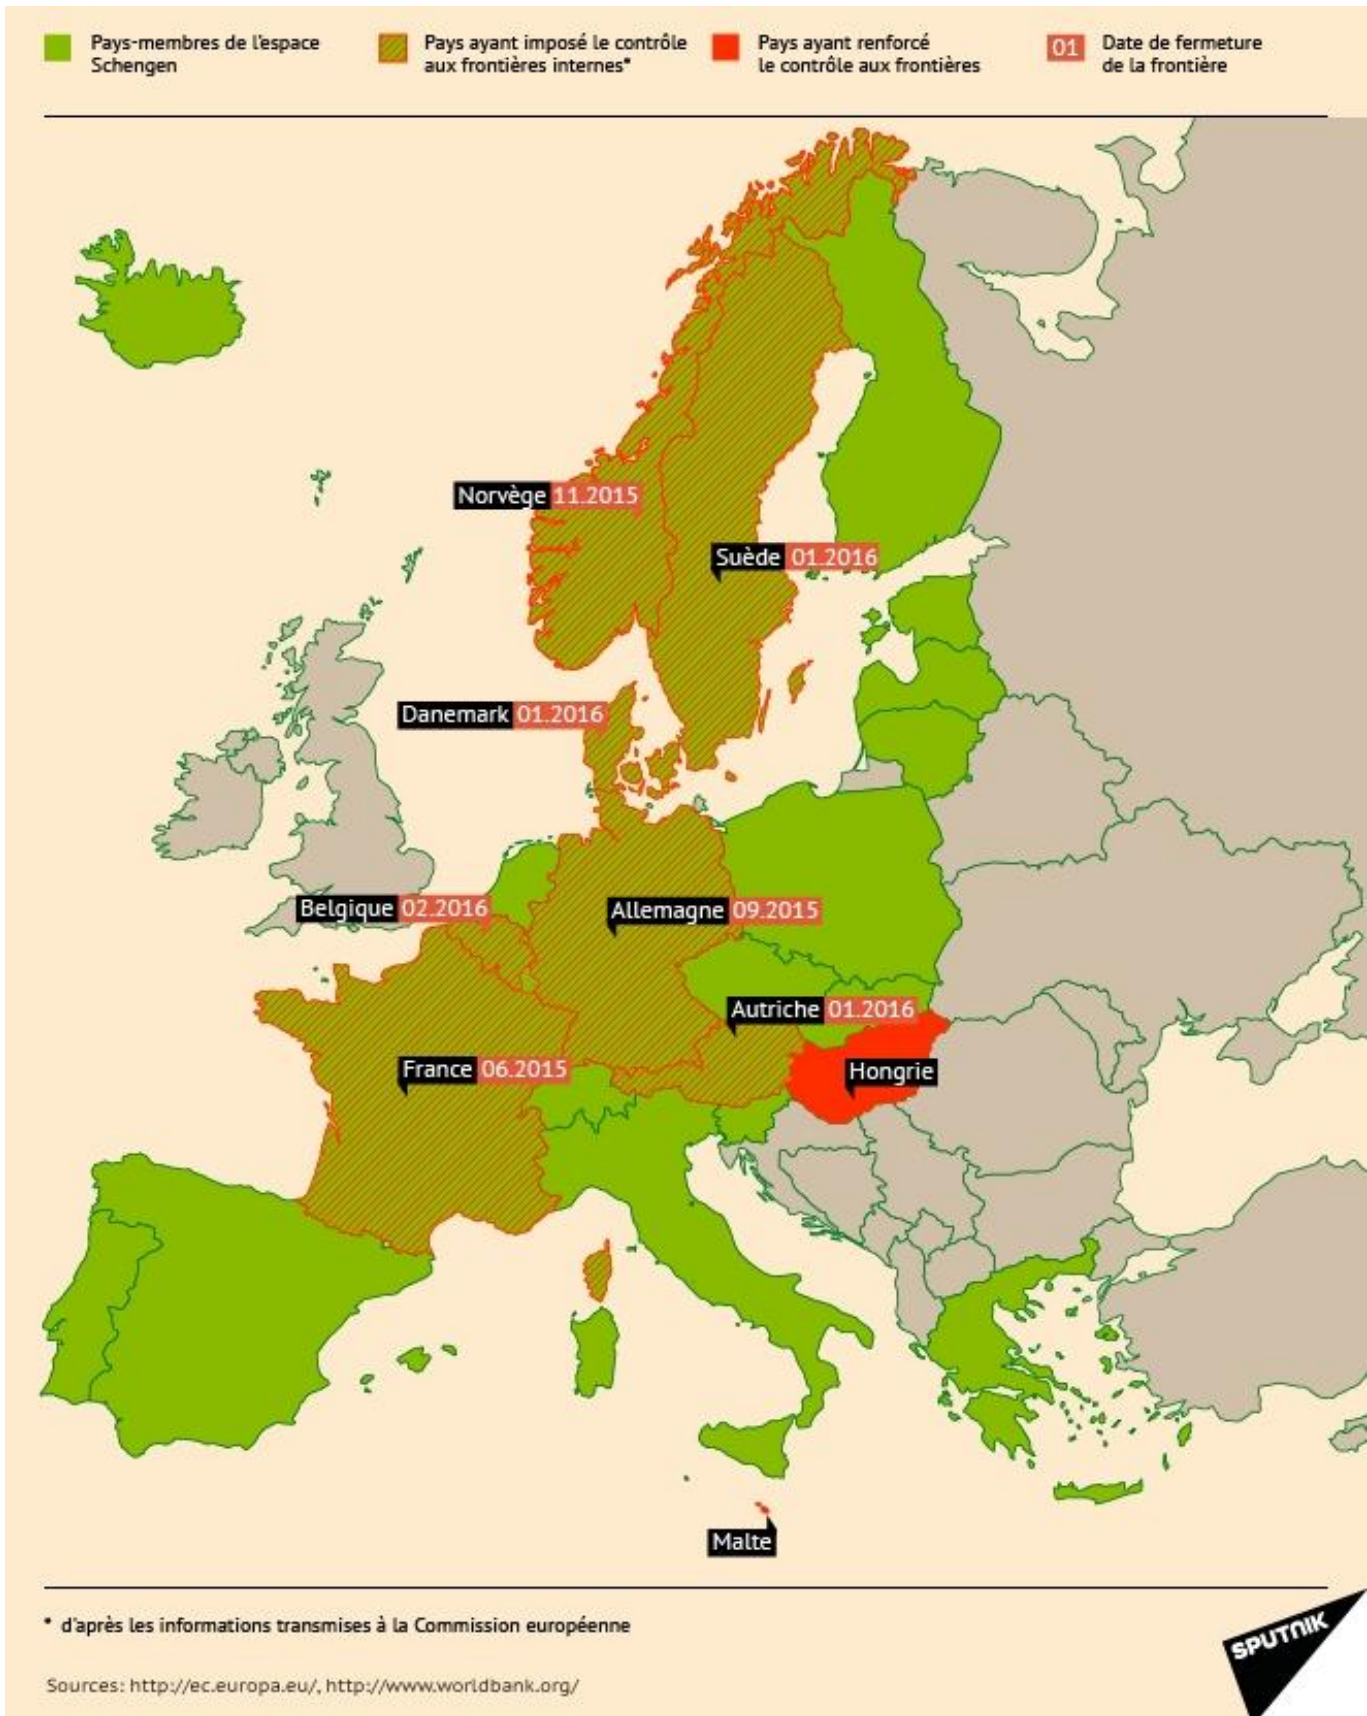 Pays-membres de l'espace
Schengen
Pays ayant imposé le contrôle
aux frontières internes*
Pays ayant renforcé
le contrôle aux frontières
01
Date de fermeture
de la frontière
Norvège 11.2015
Suède 01.2016
Danemark 01.2016
Belgique 02.2016
Allemagne 09.2015
Autriche 01.2016
France 06.2015
Hongrie
Malte
* d'après les informations transmises à la Commission européenne
SPUTNIK
Sources: http://ec.europa.eu/, http://www.worldbank.org/